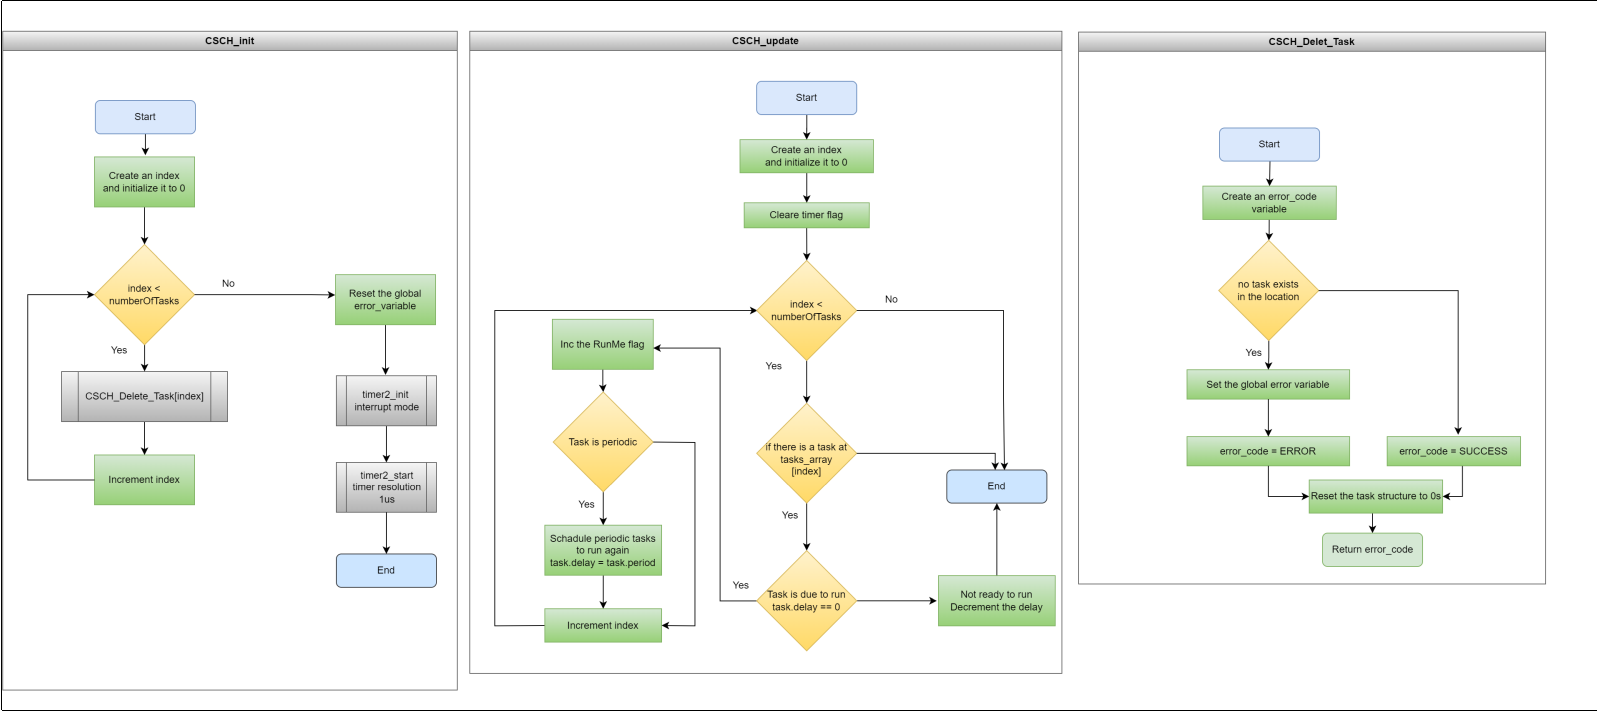 CSCH_init
Start
Create an index
and initialize it to 0
index <
numberOfTasks
No
Yes
CSCH_Delete_Task[index]
Increment index
Reset the global
error_variable
timer2_init
interrupt mode
timer2_start
timer resolution
1us
End
CSCH_update
Start
Create an index
and initialize it to 0
Cleare timer flag
index <
numberOfTasks
No
Yes
if there is a task at
tasks_array
[index]
Yes
Task is due to run
task.delay == 0
Yes
Inc the RunMe flag
Task is periodic
Yes
Schadule periodic tasks
to run again
task.delay = task.period
Increment index
Not ready to run
Decrement the delay
End
CSCH_Delet_Task
Start
Create an error_code
variable
no task exists
in the location
Yes
Set the global error variable
error_code = ERROR
error_code = SUCCESS
Reset the task structure to 0s
Return error_code